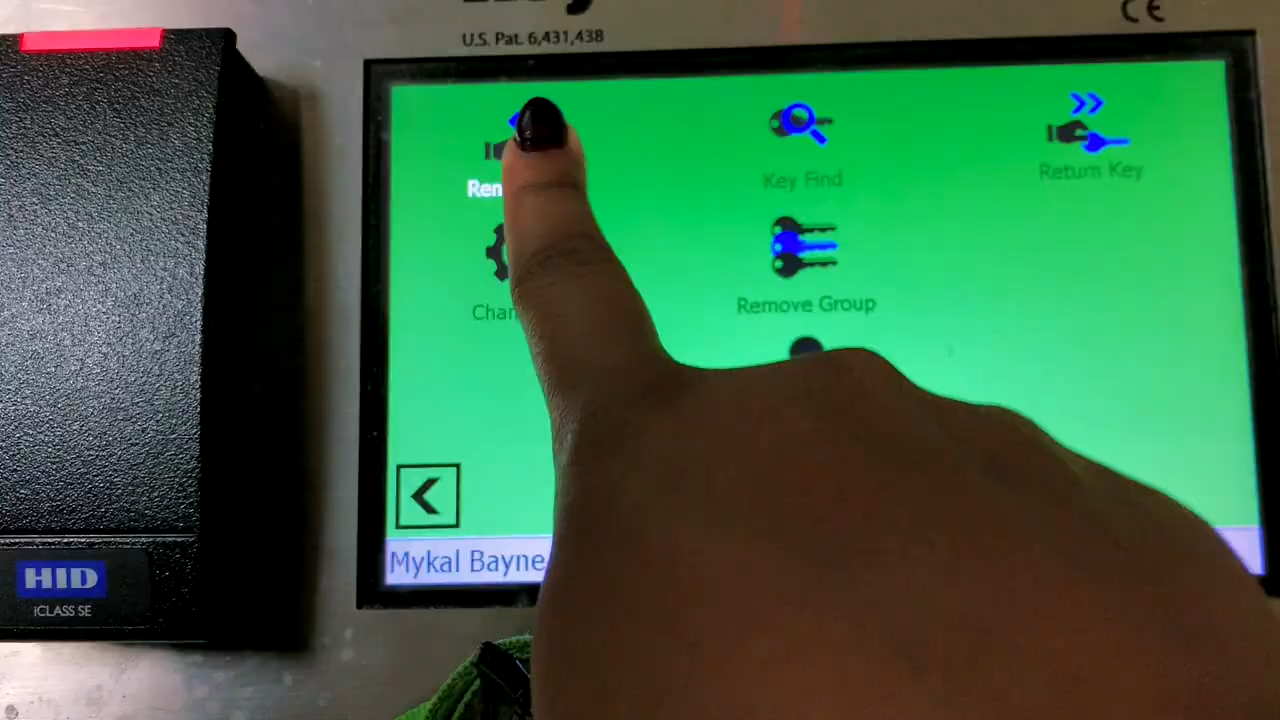 U.S. Pat. 6,431,438
CE
Key Find
Return Key
Remove Group
Mykal Bayne
HID
iCLASS SE